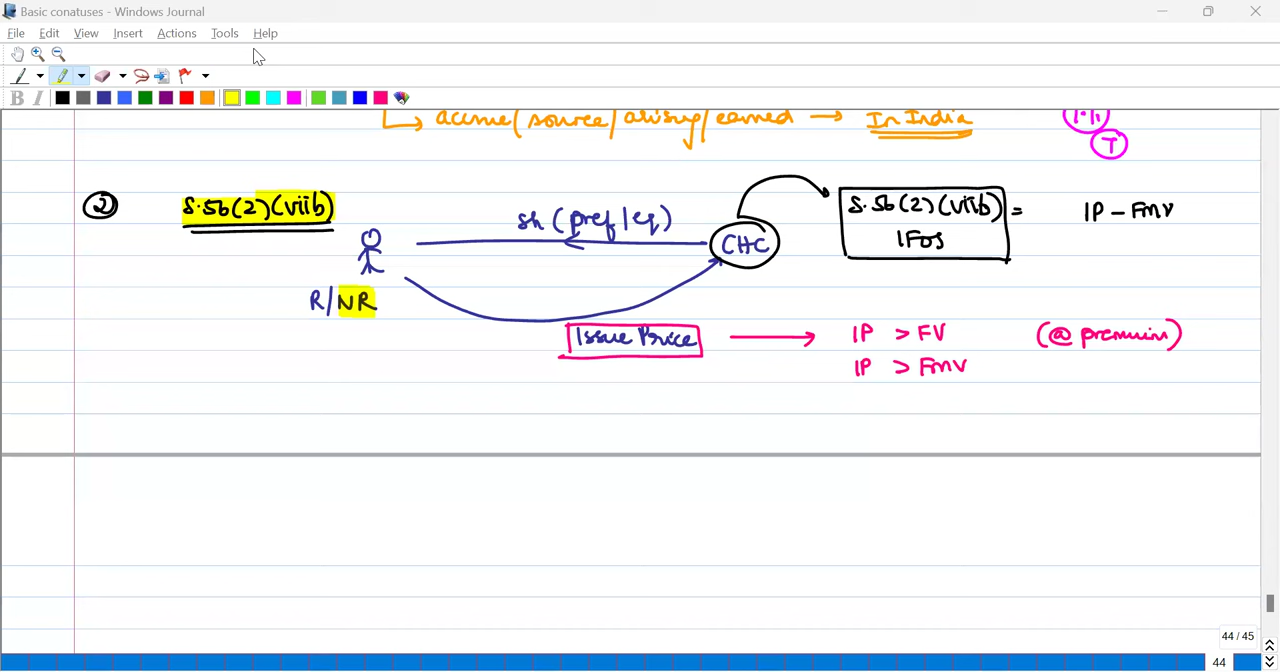 Basic conatuses - Windows Journal
File Edit View Insert Actions Tools Help
B I
accrue/source/arising/earned → In India
T
② S.56(2)(viib)
sh (pref/eq)
CHC
S.56(2)(viib) = IP - FMV
IFOS
R/NR
Issue Price → IP > FV (@ premium)
IP > FMV
44 / 45
44